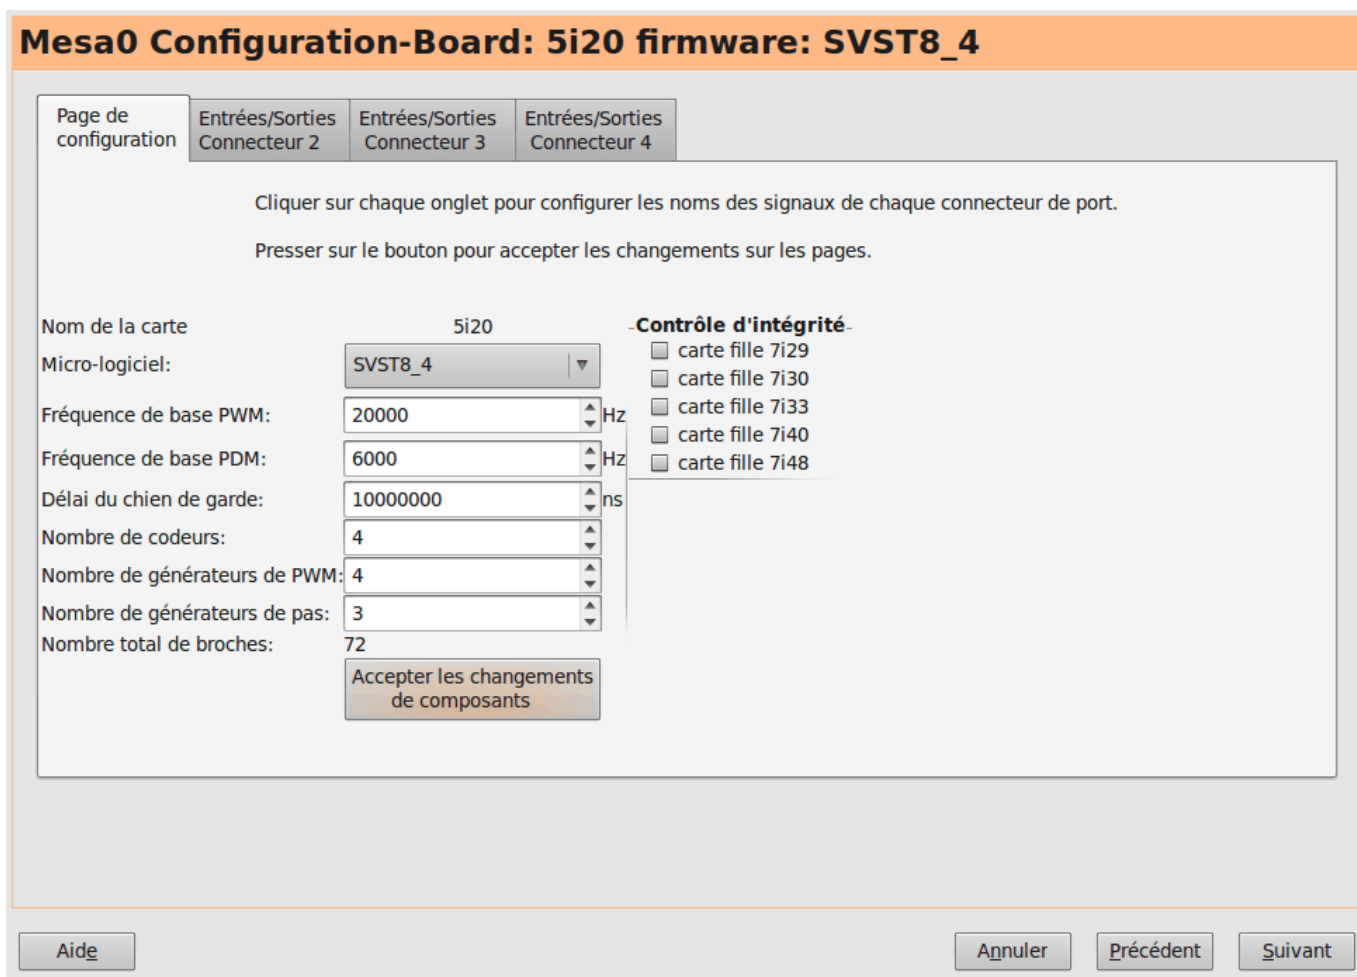 Mesa0 Configuration-Board: 5i20 firmware: SVST8_4
Page de
configuration
Entrées/Sorties
Connecteur 2
Entrées/Sorties
Connecteur 3
Entrées/Sorties
Connecteur 4
Cliquer sur chaque onglet pour configurer les noms des signaux de chaque connecteur de port.
Presser sur le bouton pour accepter les changements sur les pages.
Nom de la carte 5i20
Micro-logiciel: SVST8_4
Fréquence de base PWM: 20000 Hz
Fréquence de base PDM: 6000 Hz
Délai du chien de garde: 10000000 ns
Nombre de codeurs: 4
Nombre de générateurs de PWM: 4
Nombre de générateurs de pas: 3
Nombre total de broches: 72
Accepter les changements
de composants
Contrôle d'intégrité
carte fille 7i29
carte fille 7i30
carte fille 7i33
carte fille 7i40
carte fille 7i48
Aide
Annuler
Précédent
Suivant